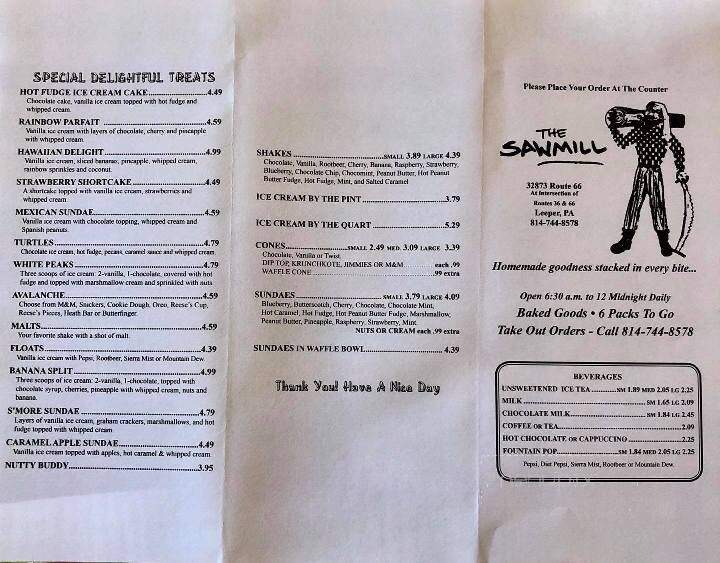 SPECIAL DELIGHTFUL TREATS
HOT FUDGE ICE CREAM CAKE....4.49
Chocolate cake, vanilla ice cream topped with hot fudge and
whipped cream.
RAINBOW PARFAIT ....4.59
Vanilla ice cream with layers of chocolate, cherry and pineapple
with whipped cream.
HAWAIIAN DELIGHT ....4.99
Vanilla ice cream, sliced bananas, pineapple, whipped cream,
rainbow sprinkles and coconut.
STRAWBERRY SHORTCAKE....4.49
A shortcake topped with vanilla ice cream, strawberries and
whipped cream.
MEXICAN SUNDAE....4.59
Vanilla ice cream with chocolate topping, whipped cream and
Spanish peanuts.
TURTLES....4.79
Chocolate ice cream, hot fudge, pecans, caramel sauce and whipped cream.
WHITE PEAKS ....4.79
Three scoops of ice cream: 2-vanilla, 1-chocolate, covered with hot
fudge and topped with marshmallow cream and sprinkled with nuts
AVALANCHE....4.59
Choose from M&M, Snickers, Cookie Dough, Oreo, Reese's Cup,
Reese's Pieces, Heath Bar or Butterfinger.
MALTS....4.59
Your favorite shake with a shot of malt.
FLOATS....4.39
Vanilla ice cream with Pepsi, Rootbeer, Sierra Mist or Mountain Dew.
BANANA SPLIT....4.99
Three scoops of ice cream: 2-vanilla, 1-chocolate, topped with
chocolate syrup, cherries, pineapple with whipped cream, nuts and
banana.
S'MORE SUNDAE ....4.79
Layers of vanilla ice cream, graham crackers, marshmallows, and hot
fudge topped with whipped cream.
CARAMEL APPLE SUNDAE....4.49
Vanilla ice cream topped with apples, hot caramel & whipped cream.
NUTTY BUDDY....3.95
SHAKES ....SMALL 3.89 LARGE 4.39
Chocolate, Vanilla, Rootbeer, Cherry, Banana, Raspberry, Strawberry,
Blueberry, Chocolate Chip, Chocomint, Peanut Butter, Hot Peanut
Butter Fudge, Hot Fudge, Mint, and Salted Caramel
ICE CREAM BY THE PINT....3.79
ICE CREAM BY THE QUART ....5.29
CONES....SMALL 2.49 MED. 3.09 LARGE 3.39
Chocolate, Vanilla or Twist.
DIP TOP, KRUNCHKOTE, JIMMIES OR M&M each .99
WAFFLE CONE ....99 extra
SUNDAES ....SMALL 3.79 LARGE 4.09
Blueberry, Butterscotch, Cherry, Chocolate, Chocolate Mint,
Hot Caramel, Hot Fudge, Hot Peanut Butter Fudge, Marshmallow,
Peanut Butter, Pineapple, Raspberry, Strawberry, Mint.
NUTS OR CREAM each .99 extra
SUNDAES IN WAFFLE BOWL....4.39
Thank You! Have A Nice Day
Please Place Your Order At The Counter
THE
SAWMILL
32873 Route 66
At Intersection of
Routes 36 & 66
Leeper, PA
814-744-8578
Homemade goodness stacked in every bite...
Open 6:30 a.m. to 12 Midnight Daily
Baked Goods • 6 Packs To Go
Take Out Orders - Call 814-744-8578
BEVERAGES
UNSWEETENED ICE TEA....SM 1.89 MED 2.05 LG 2.25
MILK....SM 1.65 LG 2.09
CHOCOLATE MILK....SM 1.84 LG 2.45
COFFEE OR TEA....2.09
HOT CHOCOLATE OR CAPPUCCINO....2.25
FOUNTAIN POP....SM 1.84 MED 2.05 LG 2.25
Pepsi, Diet Pepsi, Sierra Mist, Rootbeer or Mountain Dew.